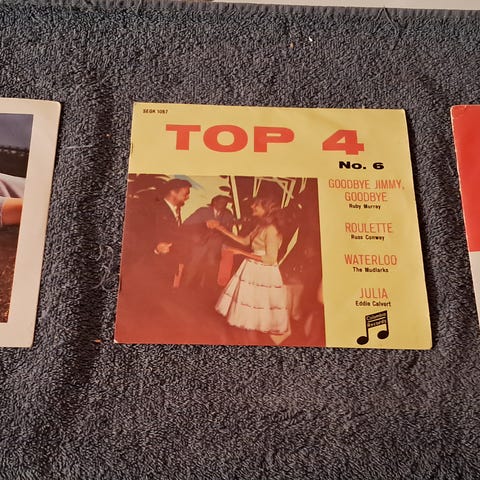 SEGK 1057
TOP 4
No. 6
GOODBYE JIMMY,
GOODBYE
Ruby Murray
ROULETTE
Russ Conway
WATERLOO
The Mudlarks
JULIA
Eddie Calvert
Columbia
Records